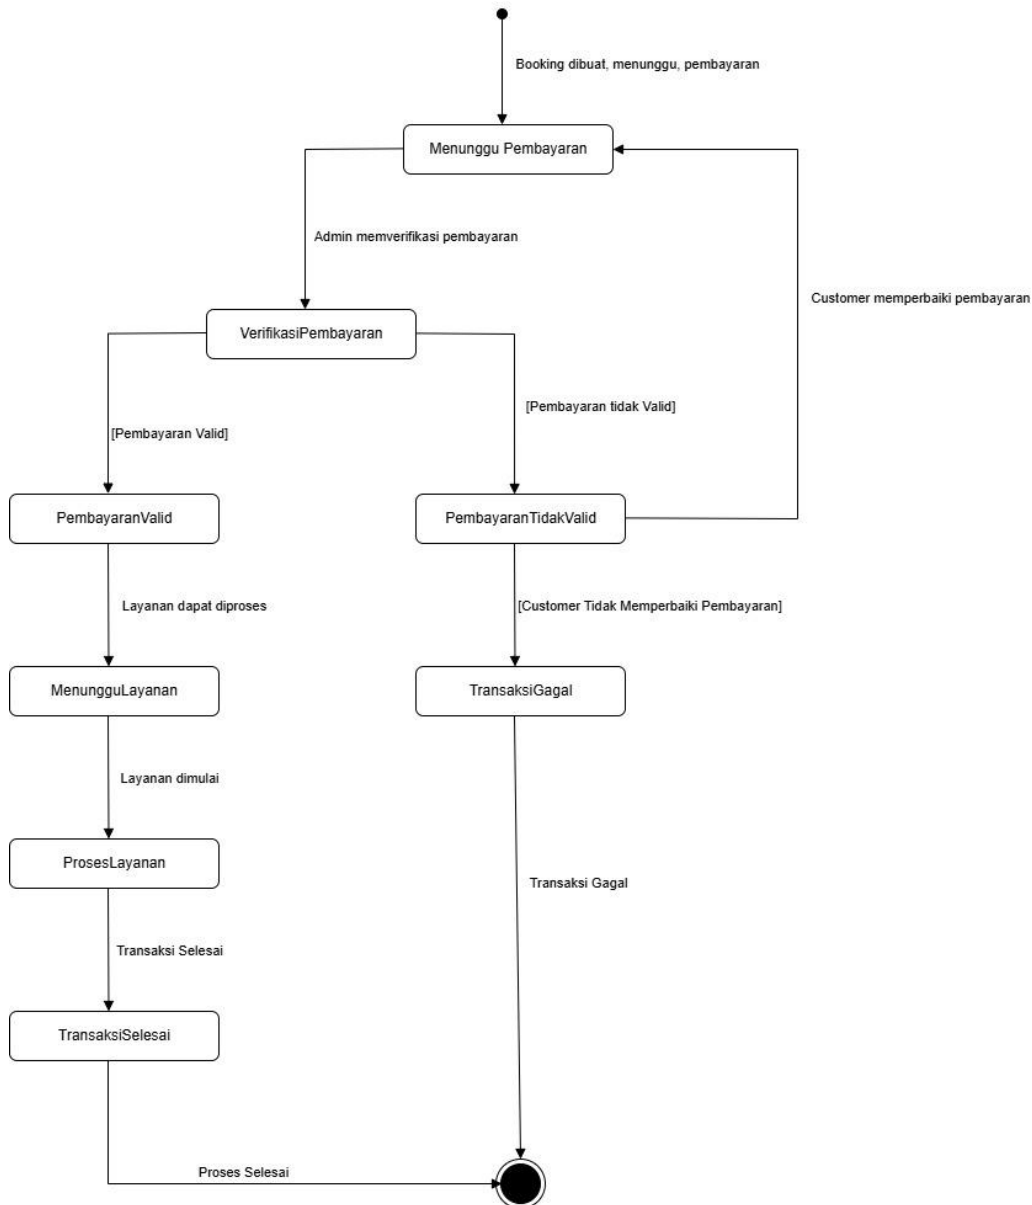 Booking dibuat, menunggu, pembayaran
Menunggu Pembayaran
Admin memverifikasi pembayaran
Customer memperbaiki pembayaran
VerifikasiPembayaran
[Pembayaran tidak Valid]
[Pembayaran Valid]
PembayaranValid
PembayaranTidakValid
Layanan dapat diproses
[Customer Tidak Memperbaiki Pembayaran]
MenungguLayanan
TransaksiGagal
Layanan dimulai
ProsesLayanan
Transaksi Gagal
Transaksi Selesai
TransaksiSelesai
Proses Selesai